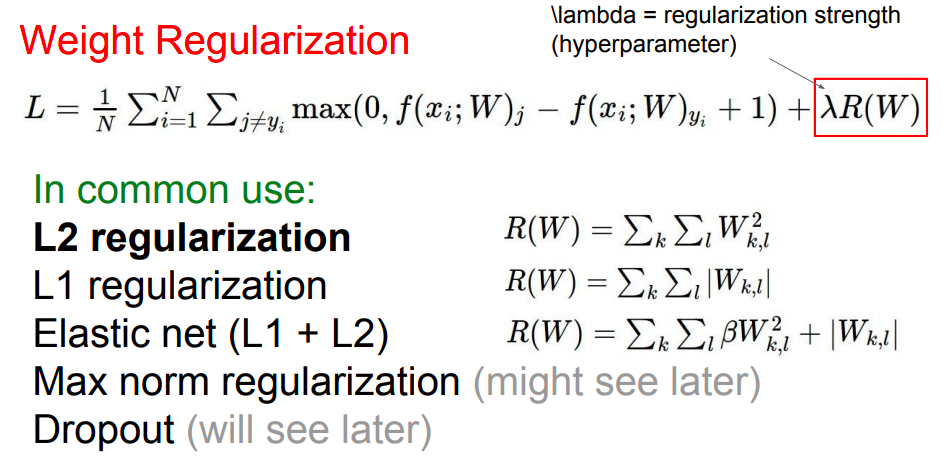 \lambda = regularization strength
(hyperparameter)
Weight Regularization
L = \frac{1}{N} \sum_{i=1}^{N} \sum_{j \neq y_i} \max(0, f(x_i; W)_j - f(x_i; W)_{y_i} + 1) + \lambda R(W)
In common use:
L2 regularization R(W) = \sum_k \sum_l W_{k,l}^2
L1 regularization R(W) = \sum_k \sum_l |W_{k,l}|
Elastic net (L1 + L2) R(W) = \sum_k \sum_l \beta W_{k,l}^2 + |W_{k,l}|
Max norm regularization (might see later)
Dropout (will see later)